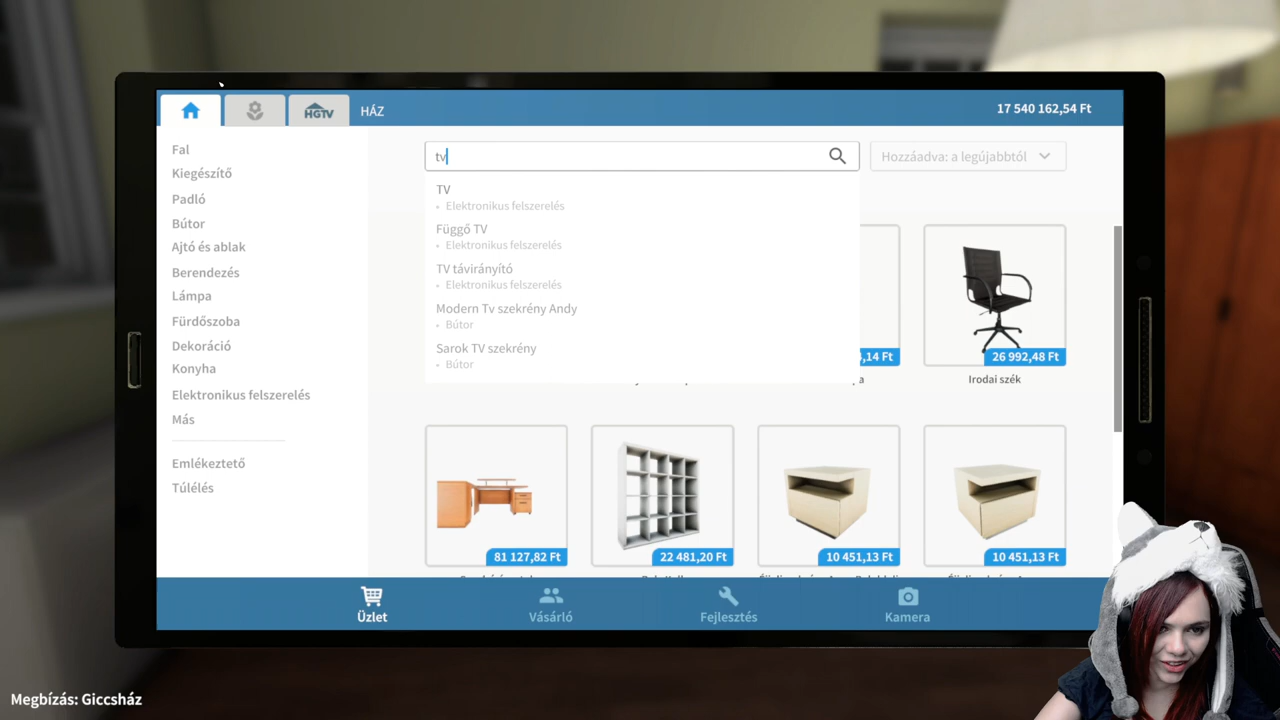 HGTV
HÁZ
17 540 162,54 Ft
Fal
Kiegészítő
Padló
Bútor
Ajtó és ablak
Berendezés
Lámpa
Fürdőszoba
Dekoráció
Konyha
Elektronikus felszerelés
Más
Emlékeztető
Túlélés
tv
Hozzáadva: a legújabbtól
TV
Elektronikus felszerelés
Függő TV
Elektronikus felszerelés
TV távirányító
Elektronikus felszerelés
Modern Tv szekrény Andy
Bútor
Sarok TV szekrény
Bútor
,14 Ft
26 992,48 Ft
Irodai szék
81 127,82 Ft
22 481,20 Ft
10 451,13 Ft
10 451,13 Ft
Üzlet
Vásárló
Fejlesztés
Kamera
Megbízás: Giccsház